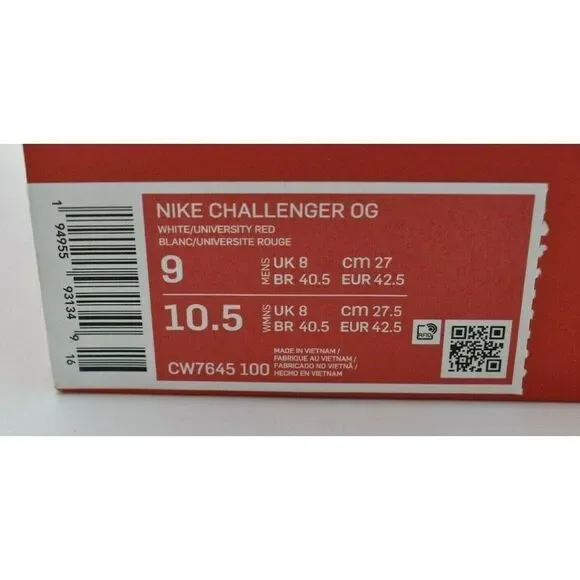 NIKE CHALLENGER OG
WHITE/UNIVERSITY RED
BLANC/UNIVERSITE ROUGE
9 MENS UK 8 CM 27
BR 40.5 EUR 42.5
10.5 WMNS UK 8 CM 27.5
BR 40.5 EUR 42.5
CW7645 100
MADE IN VIETNAM /
FABRIQUE AU VIETNAM /
FABRICADO NO VIETNÃ /
HECHO EN VIETNAM
RFID
1 94955 93134 9 16